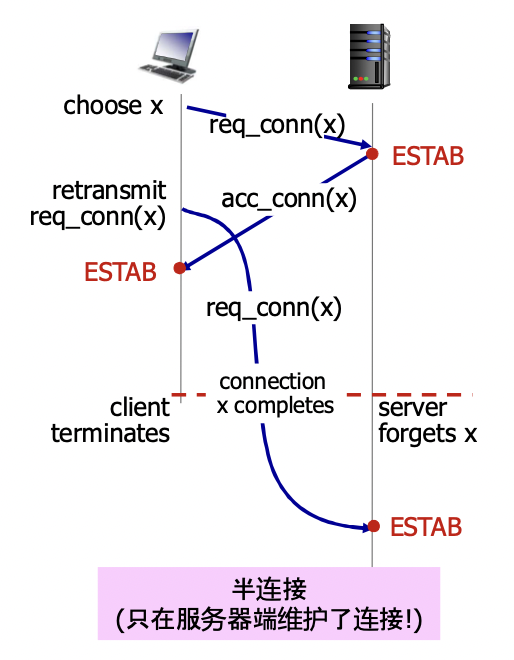 choose x
req_conn(x)
ESTAB
retransmit
req_conn(x)
acc_conn(x)
ESTAB
req_conn(x)
connection
x completes
client
terminates
server
forgets x
ESTAB
半连接
(只在服务器端维护了连接!)